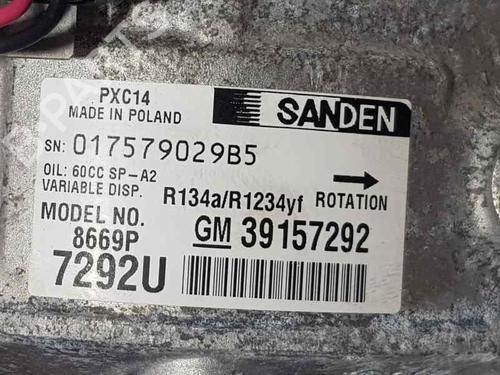 PXC14
MADE IN POLAND
SANDEN
SN: 017579029B5
OIL: 60CC SP-A2
VARIABLE DISP.
R134a/R1234yf ROTATION
MODEL NO.
8669P
GM 39157292
7292U